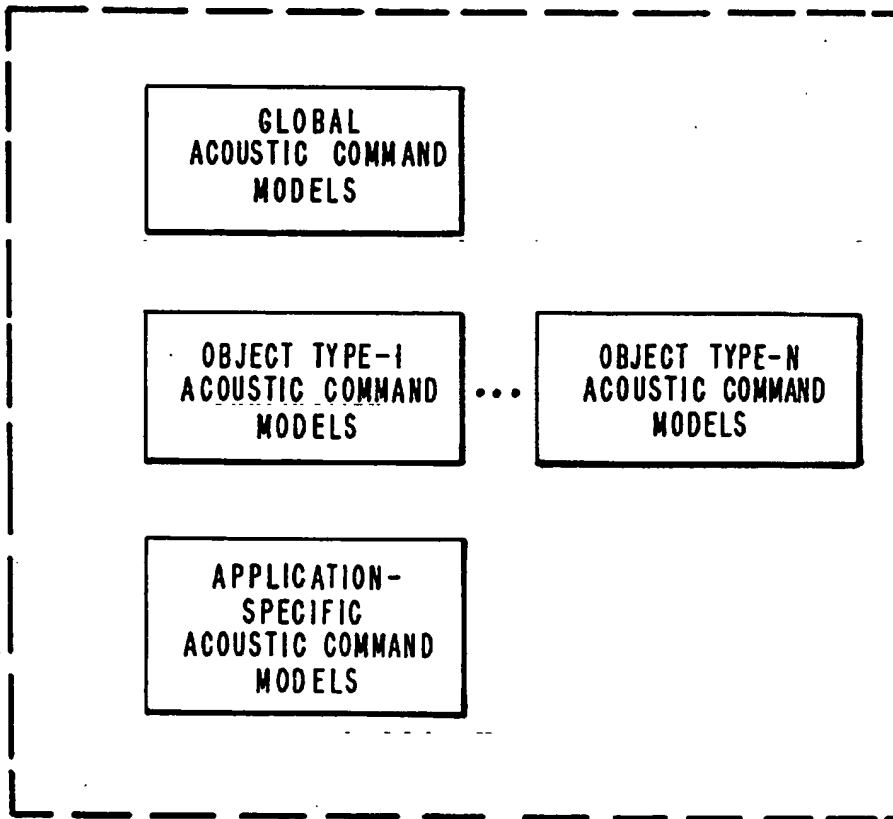 GLOBAL
ACOUSTIC COMMAND
MODELS
OBJECT TYPE-1
ACOUSTIC COMMAND
MODELS
•••
OBJECT TYPE-N
ACOUSTIC COMMAND
MODELS
APPLICATION-
SPECIFIC
ACOUSTIC COMMAND
MODELS